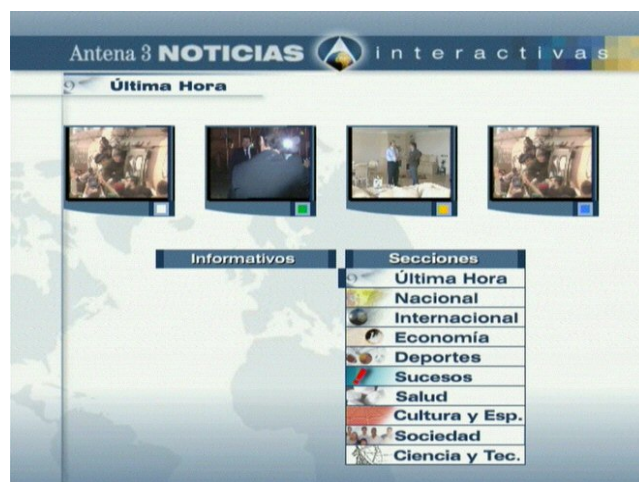 Antena 3 NOTICIAS interactivas
Última Hora
Informativos
Secciones
Última Hora
Nacional
Internacional
Economía
Deportes
Sucesos
Salud
Cultura y Esp.
Sociedad
Ciencia y Tec.